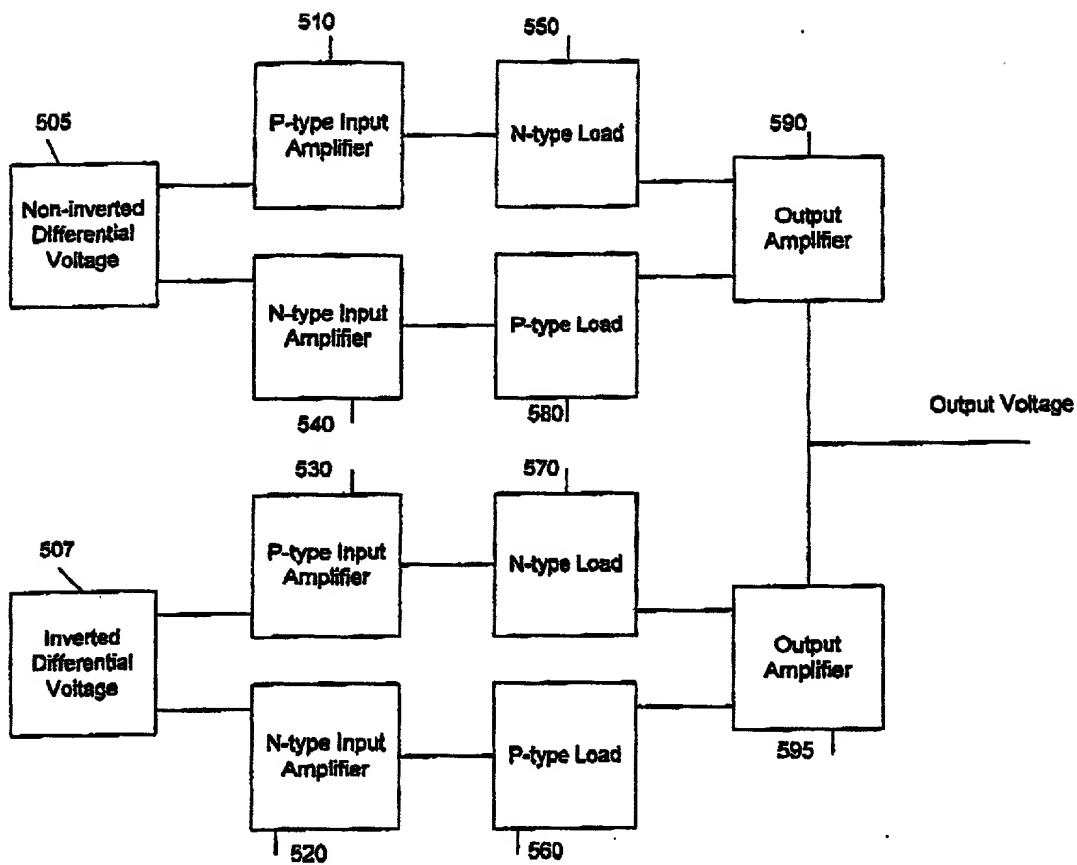 510
550
505
P-type Input
Amplifier
N-type Load
590
Non-inverted
Differential
Voltage
Output
Amplifier
N-type Input
Amplifier
P-type Load
540
580
Output Voltage
530
570
507
P-type Input
Amplifier
N-type Load
Inverted
Differential
Voltage
Output
Amplifier
N-type Input
Amplifier
P-type Load
595
520
560